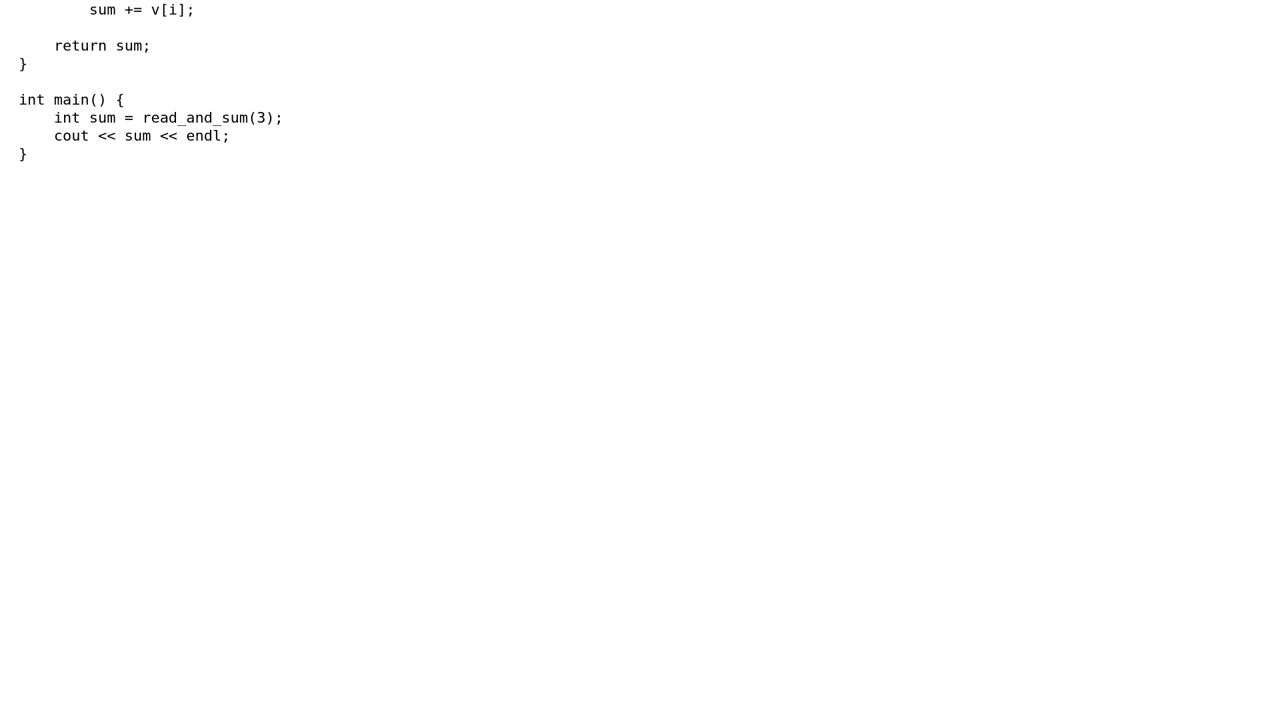 sum += v[i];

    return sum;
}

int main() {
    int sum = read_and_sum(3);
    cout << sum << endl;
}